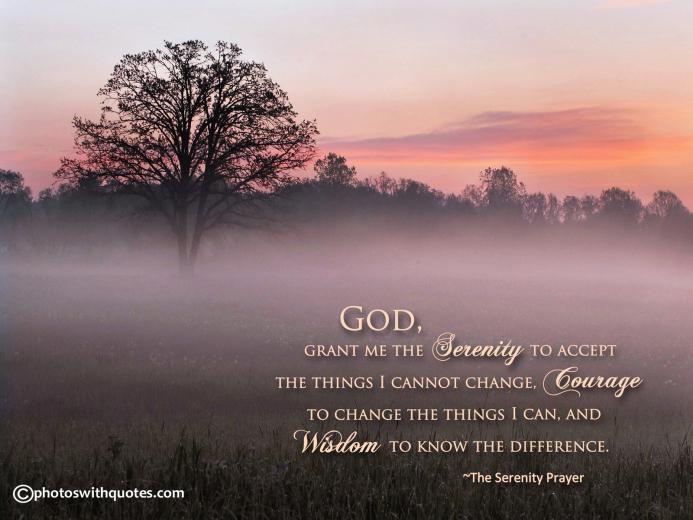 GOD,
GRANT ME THE Serenity TO ACCEPT
THE THINGS I CANNOT CHANGE, Courage
TO CHANGE THE THINGS I CAN, AND
Wisdom TO KNOW THE DIFFERENCE.
~The Serenity Prayer
©photoswithquotes.com